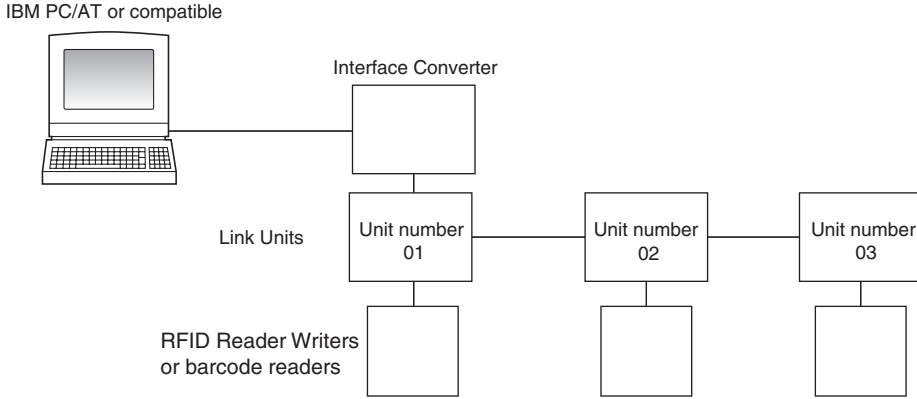 IBM PC/AT or compatible
Interface Converter
Link Units
Unit number
01
Unit number
02
Unit number
03
RFID Reader Writers
or barcode readers